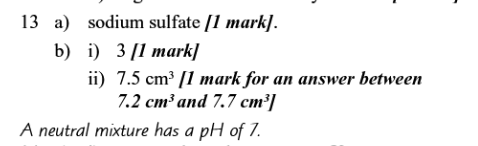 13 a) sodium sulfate [1 mark].
b) i) 3 [1 mark]
ii) 7.5 cm³ [1 mark for an answer between
7.2 cm³ and 7.7 cm³]
A neutral mixture has a pH of 7.